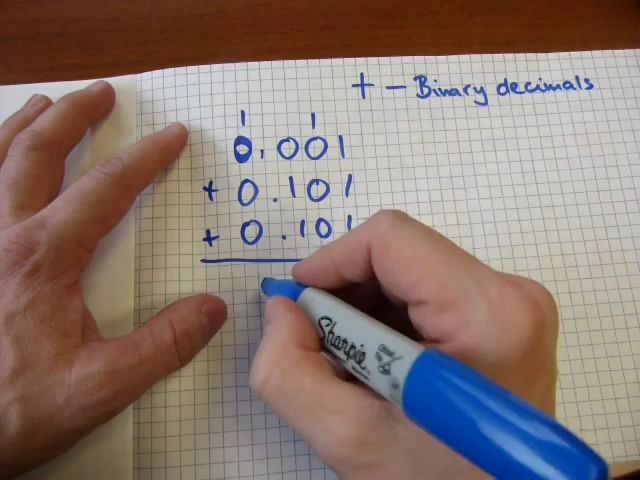 + – Binary decimals
1 1
0.001
+ 0.101
+ 0.101
Sharpie